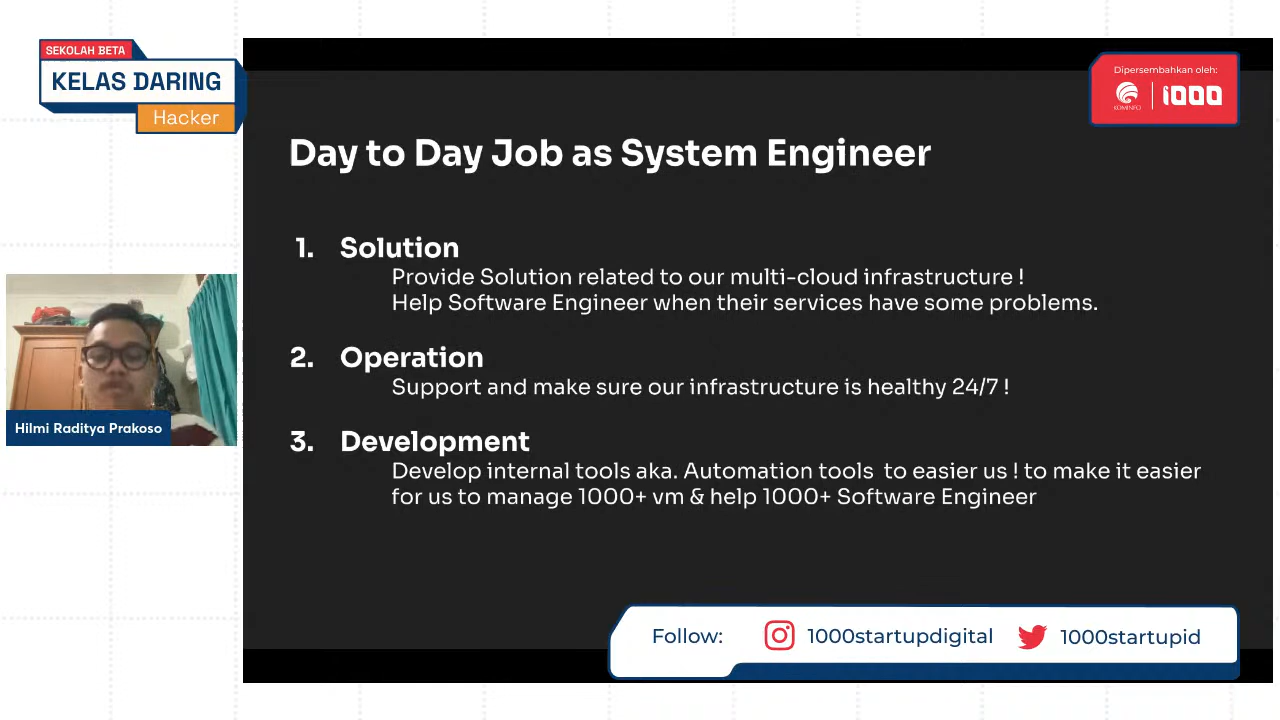 SEKOLAH BETA
KELAS DARING
Hacker
Dipersembahkan oleh:
KOMINFO
1000
Day to Day Job as System Engineer
1. Solution
Provide Solution related to our multi-cloud infrastructure !
Help Software Engineer when their services have some problems.
2. Operation
Support and make sure our infrastructure is healthy 24/7 !
3. Development
Develop internal tools aka. Automation tools  to easier us ! to make it easier
for us to manage 1000+ vm & help 1000+ Software Engineer
Hilmi Raditya Prakoso
Follow: 1000startupdigital 1000startupid